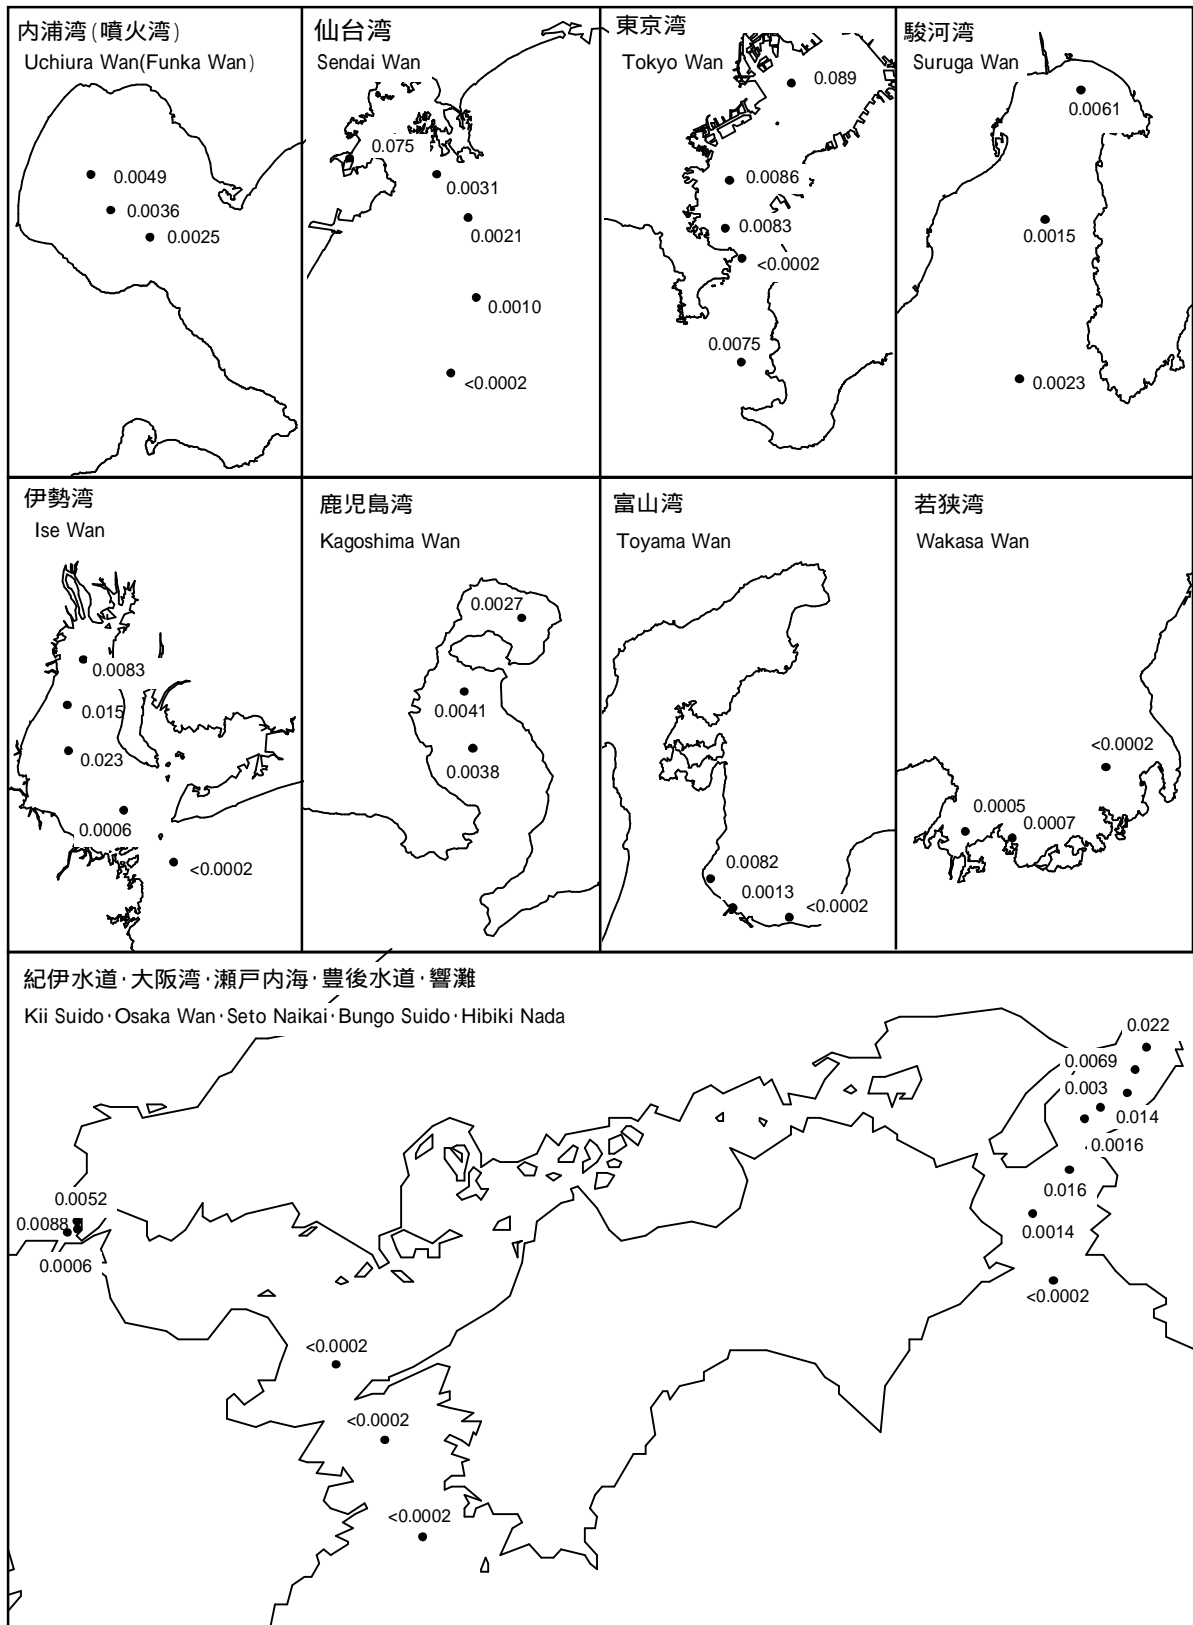 内浦湾(噴火湾)
Uchiura Wan(Funka Wan)
0.0049
0.0036
0.0025
仙台湾
Sendai Wan
0.075
0.0031
0.0021
0.0010
<0.0002
東京湾
Tokyo Wan
0.089
0.0086
0.0083
<0.0002
0.0075
駿河湾
Suruga Wan
0.0061
0.0015
0.0023
伊勢湾
Ise Wan
0.0083
0.015
0.023
0.0006
<0.0002
鹿児島湾
Kagoshima Wan
0.0027
0.0041
0.0038
富山湾
Toyama Wan
0.0082
0.0013
<0.0002
若狭湾
Wakasa Wan
<0.0002
0.0005
0.0007
紀伊水道·大阪湾·瀬戸内海·豊後水道·響灘
Kii Suido·Osaka Wan·Seto Naikai·Bungo Suido·Hibiki Nada
0.022
0.0069
0.003
0.014
0.0016
0.016
0.0014
<0.0002
0.0052
0.0088
0.0006
<0.0002
<0.0002
<0.0002